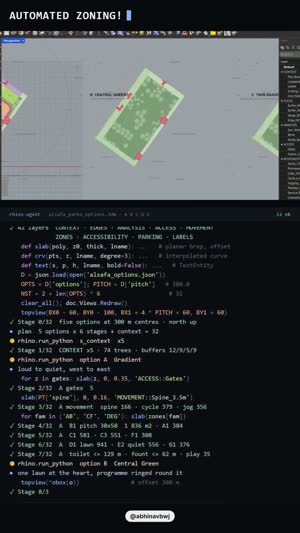 AUTOMATED ZONING!
Perspective
B CENTRAL GREEN
Layer
Default
rhino-agent alsafa_park2_options.3dm · A B C D E 12 ok
✓ 42 layers CONTEXT · EDGES · ANALYSIS · ACCESS · MOVEMENT
ZONES · ACCESSIBILITY · PARKING · LABELS
def slab(poly, z0, thick, lname): ... # planar brep, offset
def crv(pts, z, lname, deg=3): ... # interpolated curve
def text(s, p, h, lname, bold=False): ... # TextEntity
D = json.load(open('alsafa_options.json'))
OPTS = D['options']; PITCH = D['pitch'] # 300.0
NST = 2 + len(OPTS) * 6 # 32
clear_all(); doc.Views.Redraw()
topview(BX0 - 60, BY0 - 100, BX1 + 4 * PITCH + 60, BY1 + 60)
✓ Stage 0/32 five options at 300 m centres · north up
● plan 5 options x 6 stages + context = 32
● rhino.run_python s_context x5
✓ Stage 1/32 CONTEXT x5 · 74 trees · buffers 12/9/5/9
● rhino.run_python option A Gradient
● loud to quiet, west to east
for z in gates: slab(z, 0, 0.35, 'ACCESS::Gates')
✓ Stage 2/32 A gates 5
slab(PT['spine'], 0, 0.16, 'MOVEMENT::Spine_3.5m')
✓ Stage 3/32 A movement spine 166 · cycle 379 · jog 356
for fam in ('AB', 'CF', 'DEG'): slab(zones[fam])
✓ Stage 4/32 A B1 pitch 30x50 1 836 m2 · A1 384
✓ Stage 5/32 A C1 581 · C3 551 · F1 308
✓ Stage 6/32 A D1 lawn 941 · E2 quiet 556 · G1 376
✓ Stage 7/32 A toilet <= 129 m · fount <= 62 m · play 35
● rhino.run_python option B Central Green
● one lawn at the heart, programme ringed round it
topview(*obox(o)) # offset 300 m
✓ Stage 8/3
@abhinavbwj